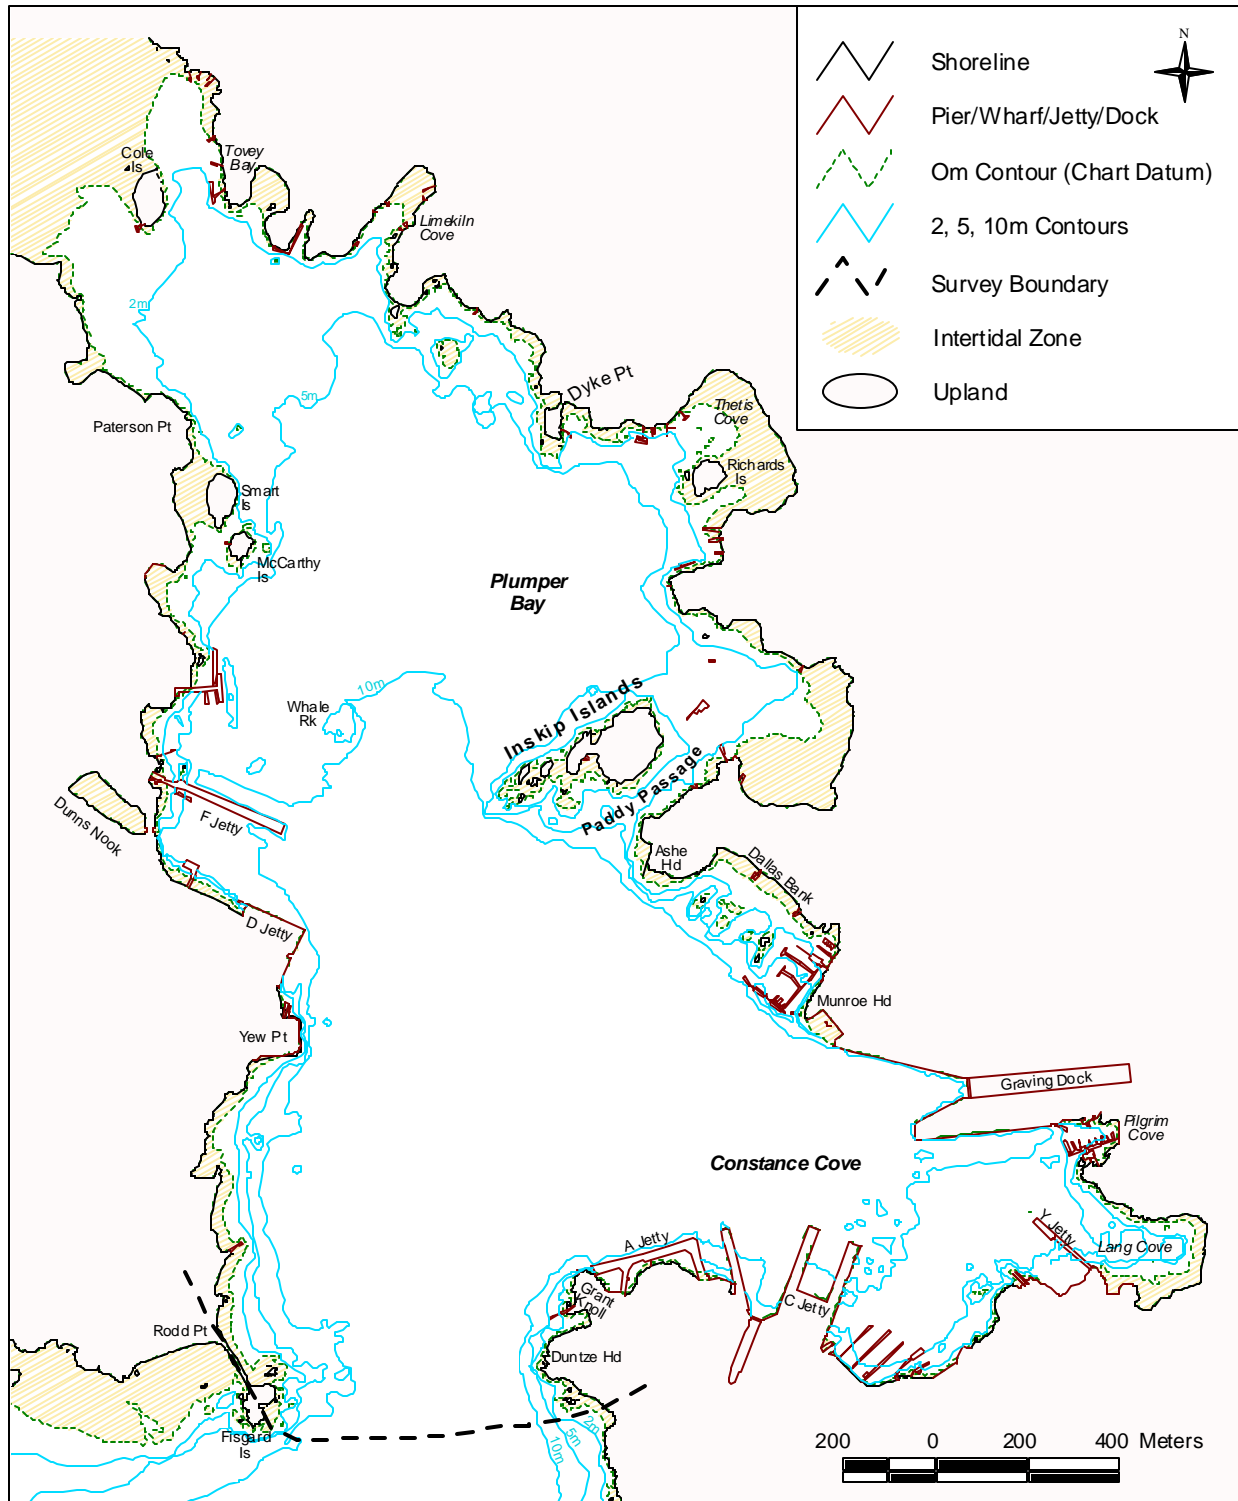 N
Shoreline
Pier/Wharf/Jetty/Dock
0m Contour (Chart Datum)
2, 5, 10m Contours
Survey Boundary
Intertidal Zone
Upland
Cole
Is
Tovey
Bay
Limekiln
Cove
2m
5m
Dyke Pt
Thetis
Cove
Paterson Pt
Richards
Is
Smart
Is
McCarthy
Is
Plumper
Bay
10m
Whale
Rk
Inskip Islands
Paddy Passage
Dunns Nook
F Jetty
Ashe
Hd
Dallas Bank
D Jetty
Munroe Hd
Yew Pt
Graving Dock
Pilgrim
Cove
Constance Cove
A Jetty
Y Jetty
Lang Cove
Grant
Knoll
C Jetty
Rodd Pt
Duntze Hd
Fisgard
Is
2m
5m
10m
200 0 200 400 Meters